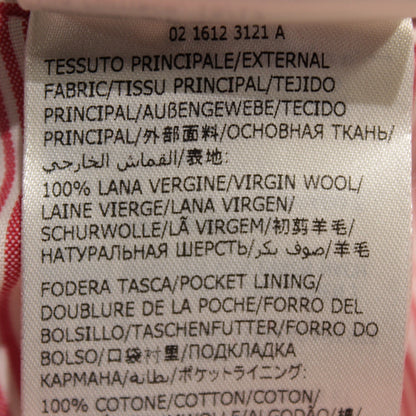 02 1612 3121 A
TESSUTO PRINCIPALE/EXTERNAL
FABRIC/TISSU PRINCIPAL/TEJIDO
PRINCIPAL/AUßENGEWEBE/TECIDO
PRINCIPAL/外部面料/ОСНОВНАЯ ТКАНЬ/
القماش الخارجي/表地:
100% LANA VERGINE/VIRGIN WOOL/
LAINE VIERGE/LANA VIRGEN/
SCHURWOLLE/LÃ VIRGEM/初剪羊毛/
НАТУРАЛЬНАЯ ШЕРСТЬ/صوف بكر/羊毛
FODERA TASCA/POCKET LINING/
DOUBLURE DE LA POCHE/FORRO DEL
BOLSILLO/TASCHENFUTTER/FORRO DO
BOLSO/口袋村里/ПОДКЛАДКА
КАРМАНА/بطانة/ポケットライニング:
100% COTONE/COTTON/COTON/